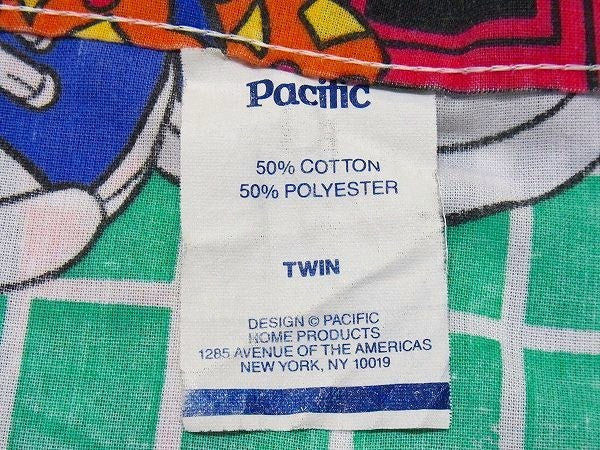 Pacific
50% COTTON
50% POLYESTER
TWIN
DESIGN © PACIFIC
HOME PRODUCTS
1285 AVENUE OF THE AMERICAS
NEW YORK, NY 10019